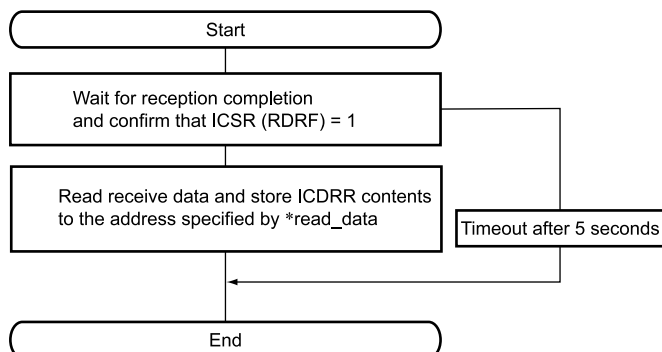 Start
Wait for reception completion
and confirm that ICSR (RDRF) = 1
Read receive data and store ICDRR contents
to the address specified by *read_data
Timeout after 5 seconds
End